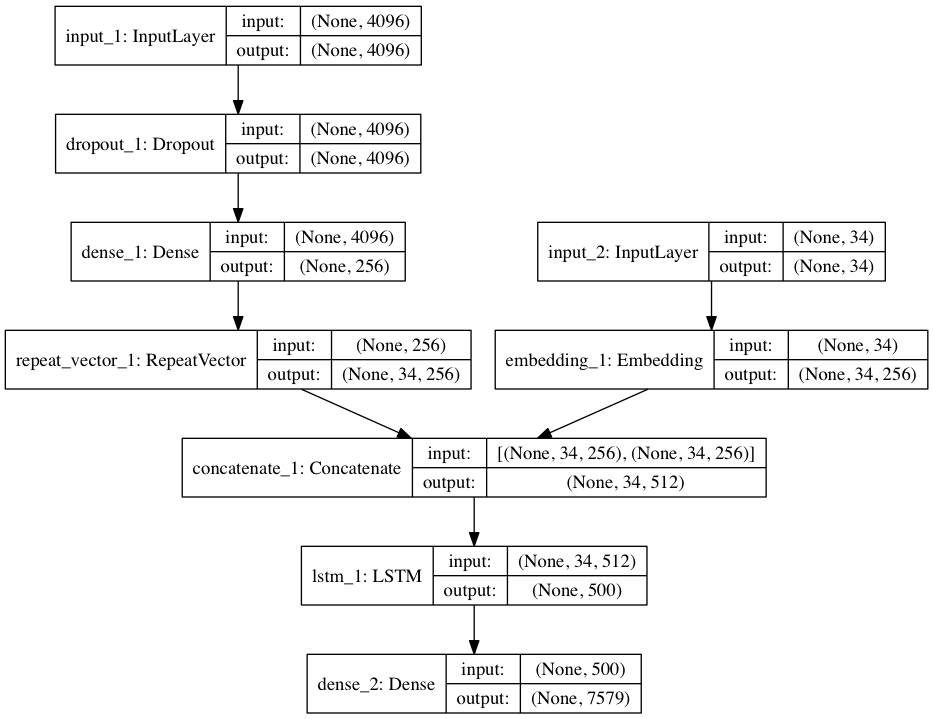 input_1: InputLayer
input: (None, 4096)
output: (None, 4096)
dropout_1: Dropout
input: (None, 4096)
output: (None, 4096)
dense_1: Dense
input: (None, 4096)
output: (None, 256)
input_2: InputLayer
input: (None, 34)
output: (None, 34)
repeat_vector_1: RepeatVector
input: (None, 256)
output: (None, 34, 256)
embedding_1: Embedding
input: (None, 34)
output: (None, 34, 256)
concatenate_1: Concatenate
input: [(None, 34, 256), (None, 34, 256)]
output: (None, 34, 512)
lstm_1: LSTM
input: (None, 34, 512)
output: (None, 500)
dense_2: Dense
input: (None, 500)
output: (None, 7579)